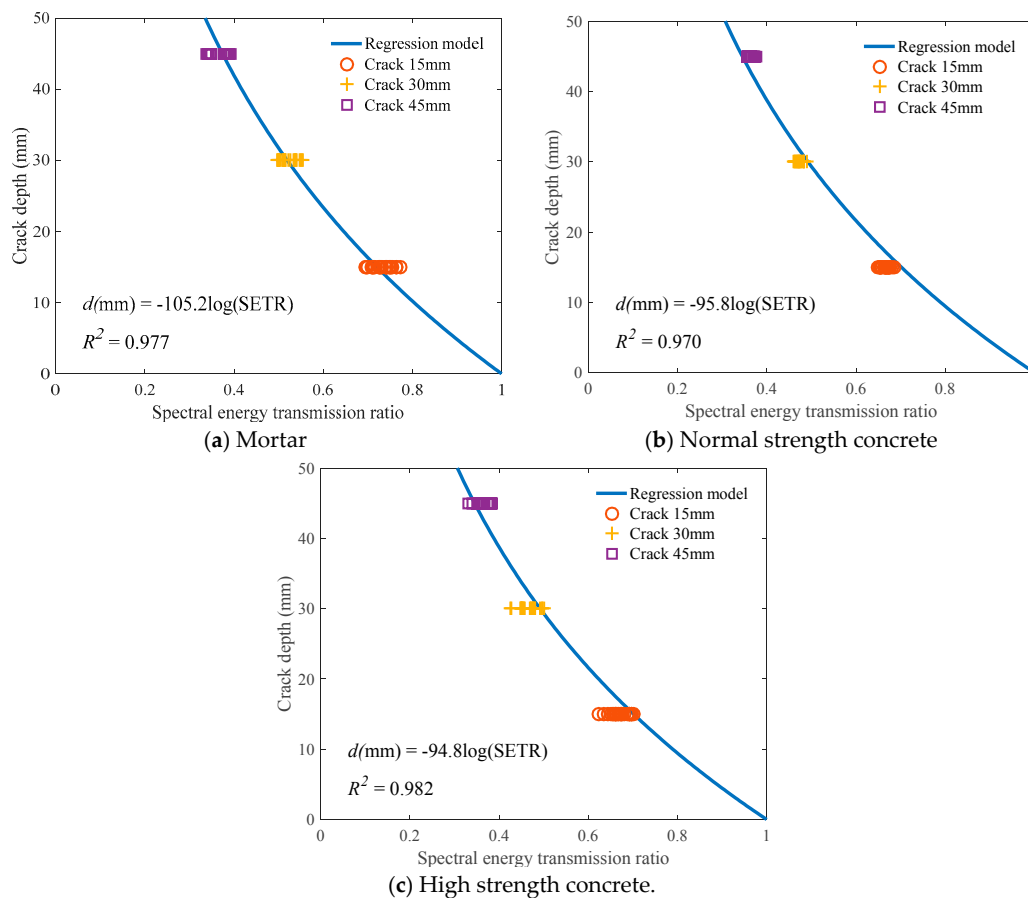 50
40
30
20
10
0
Crack depth (mm)
Regression model
Crack 15mm
Crack 30mm
Crack 45mm
d(mm) = -105.2log(SETR)
R² = 0.977
0 0.2 0.4 0.6 0.8 1
Spectral energy transmission ratio
(a) Mortar
50
40
30
20
10
0
Crack depth (mm)
Regression model
Crack 15mm
Crack 30mm
Crack 45mm
d(mm) = -95.8log(SETR)
R² = 0.970
0 0.2 0.4 0.6 0.8
Spectral energy transmission ratio
(b) Normal strength concrete
50
40
30
20
10
0
Crack depth (mm)
Regression model
Crack 15mm
Crack 30mm
Crack 45mm
d(mm) = -94.8log(SETR)
R² = 0.982
0 0.2 0.4 0.6 0.8 1
Spectral energy transmission ratio
(c) High strength concrete.